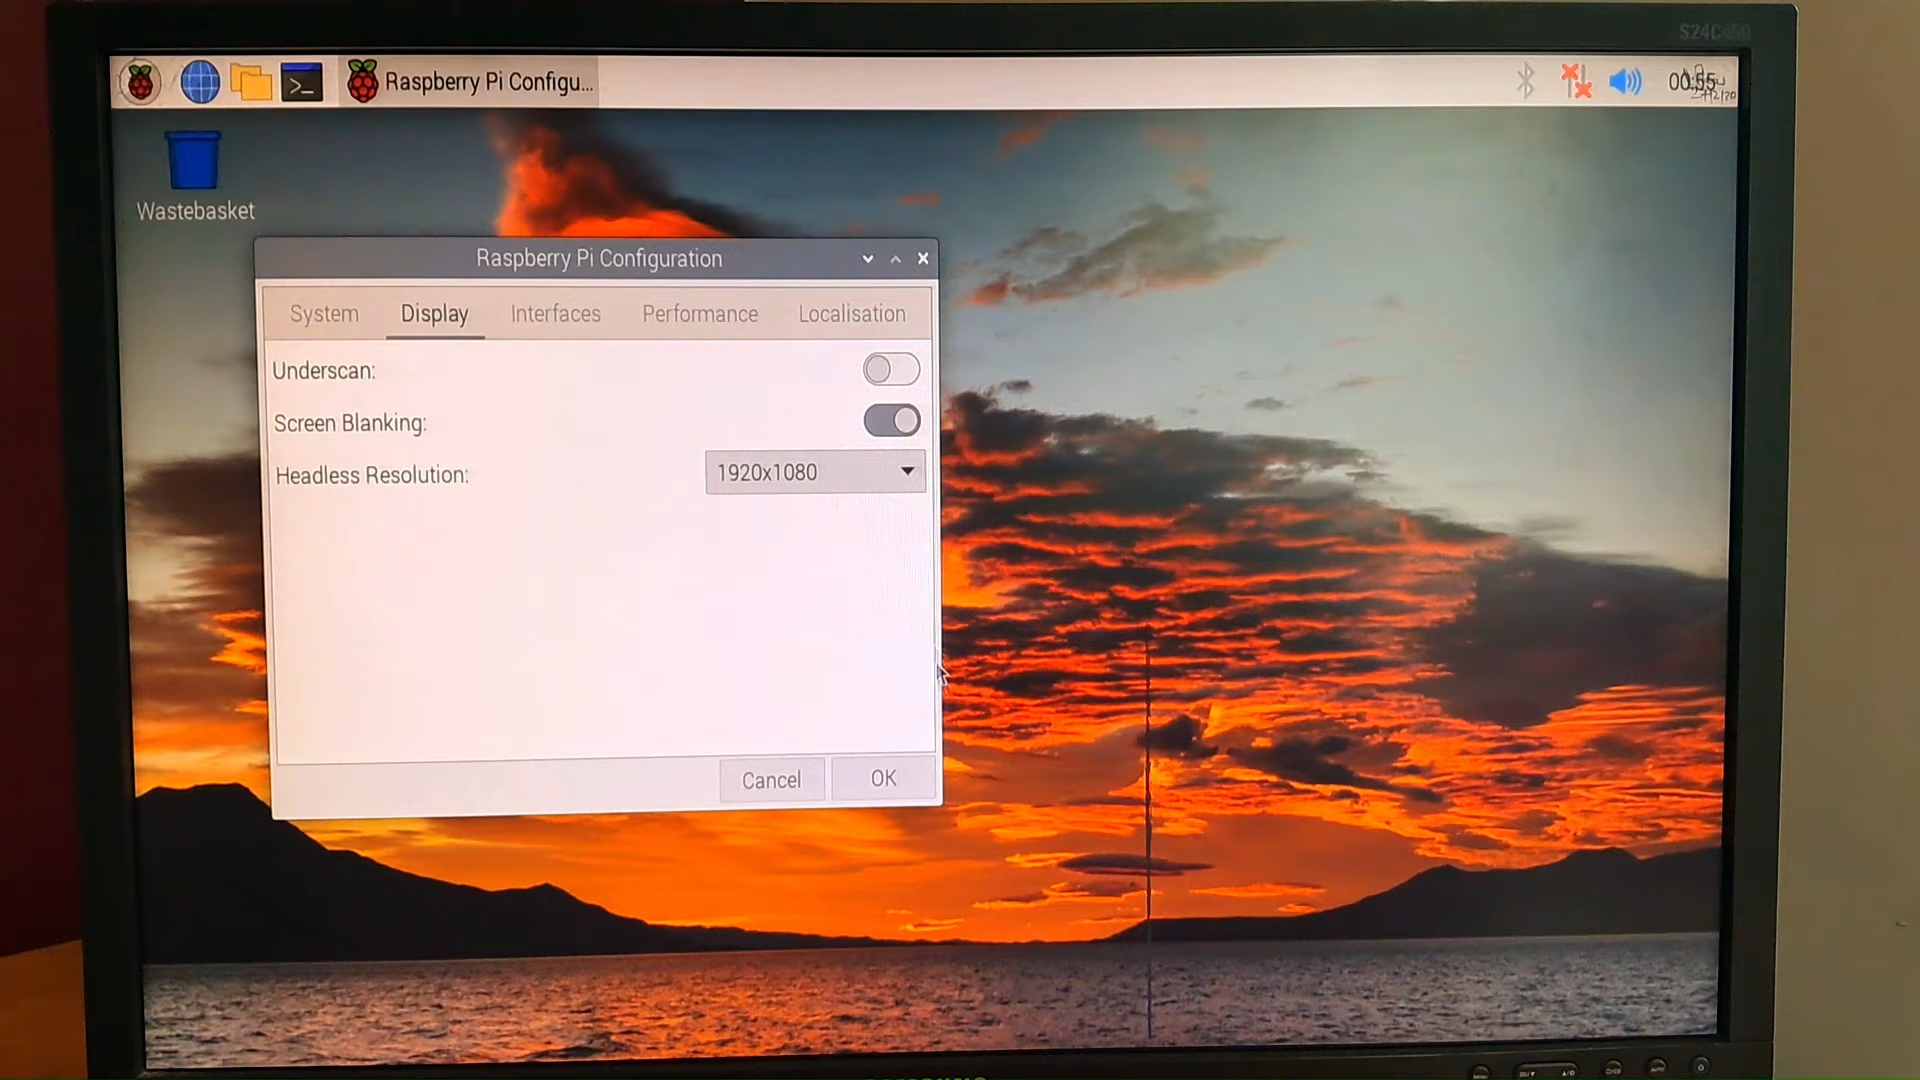 S24C450
Raspberry Pi Configu...
00:55
Wastebasket
Raspberry Pi Configuration
System Display Interfaces Performance Localisation
Underscan:
Screen Blanking:
Headless Resolution: 1920x1080
Cancel OK